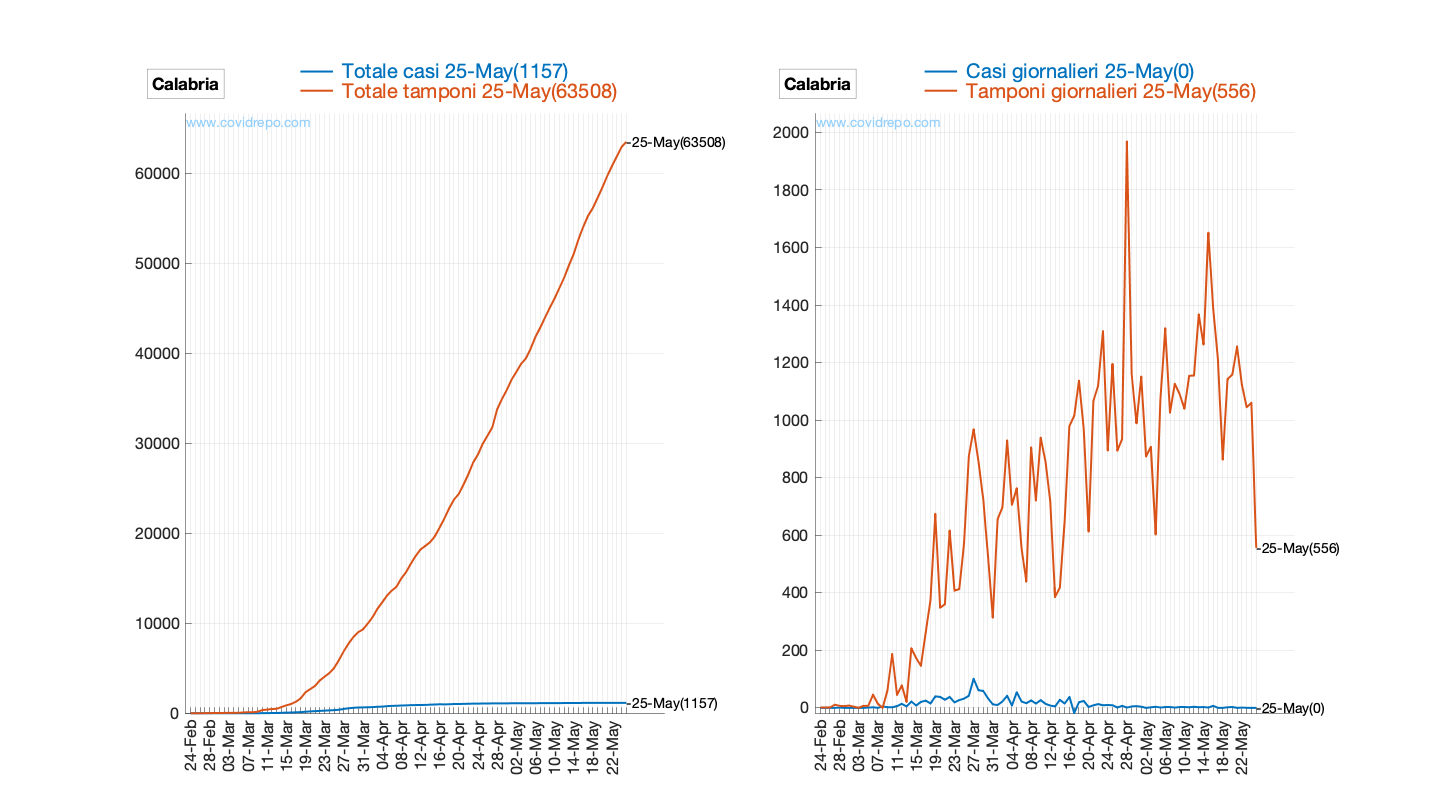 Calabria
Totale casi 25-May(1157)
Totale tamponi 25-May(63508)
www.covidrepo.com
25-May(63508)
60000
50000
40000
30000
20000
10000
0
25-May(1157)
24-Feb
28-Feb
03-Mar
07-Mar
11-Mar
15-Mar
19-Mar
23-Mar
27-Mar
31-Mar
04-Apr
08-Apr
12-Apr
16-Apr
20-Apr
24-Apr
28-Apr
02-May
06-May
10-May
14-May
18-May
22-May
Calabria
Casi giornalieri 25-May(0)
Tamponi giornalieri 25-May(556)
www.covidrepo.com
2000
1800
1600
1400
1200
1000
800
600
400
200
0
25-May(556)
25-May(0)
24-Feb
28-Feb
03-Mar
07-Mar
11-Mar
15-Mar
19-Mar
23-Mar
27-Mar
31-Mar
04-Apr
08-Apr
12-Apr
16-Apr
20-Apr
24-Apr
28-Apr
02-May
06-May
10-May
14-May
18-May
22-May